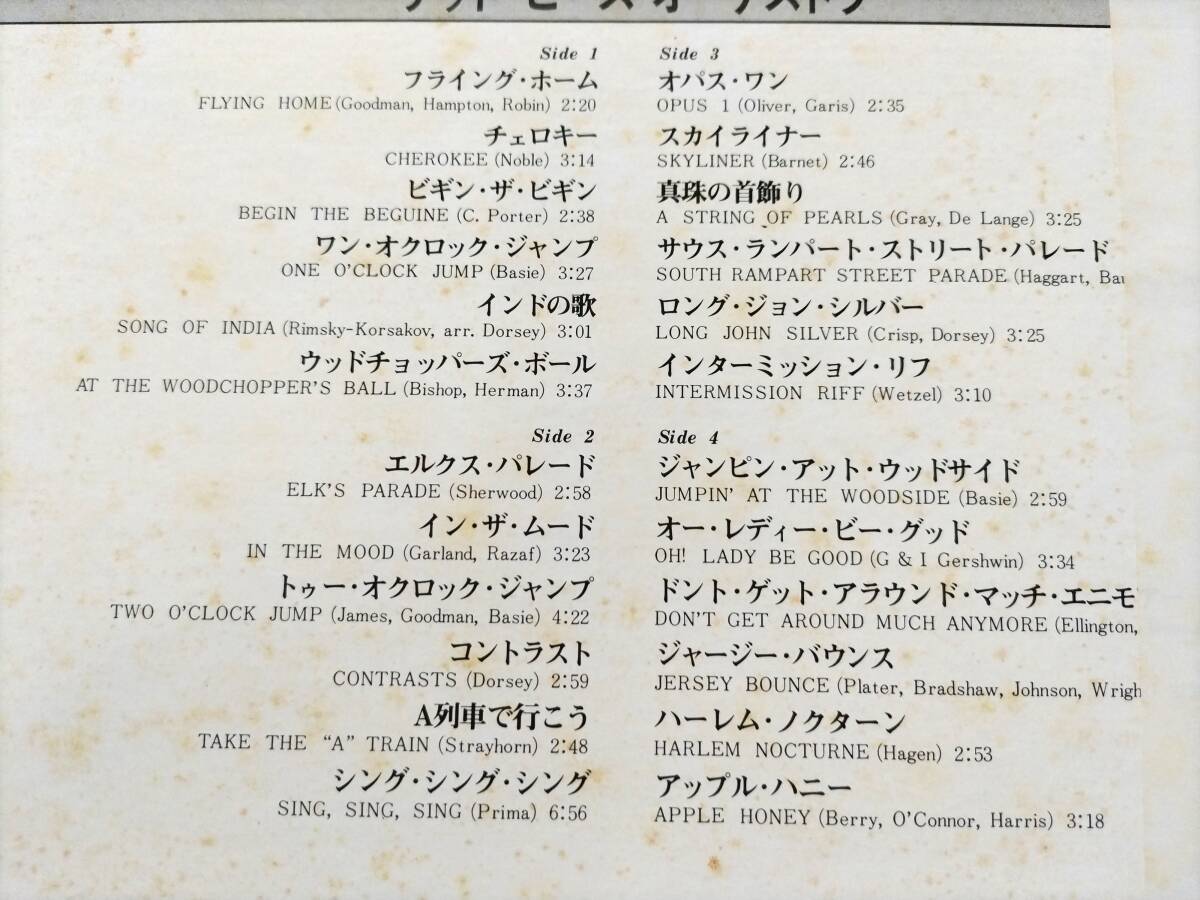 Side 1
フライング・ホーム
FLYING HOME (Goodman, Hampton, Robin) 2:20
チェロキー
CHEROKEE (Noble) 3:14
ビギン・ザ・ビギン
BEGIN THE BEGUINE (C. Porter) 2:38
ワン・オクロック・ジャンプ
ONE O'CLOCK JUMP (Basie) 3:27
インドの歌
SONG OF INDIA (Rimsky-Korsakov, arr. Dorsey) 3:01
ウッドチョッパーズ・ボール
AT THE WOODCHOPPER'S BALL (Bishop, Herman) 3:37
Side 2
エルクス・パレード
ELK'S PARADE (Sherwood) 2:58
イン・ザ・ムード
IN THE MOOD (Garland, Razaf) 3:23
トゥー・オクロック・ジャンプ
TWO O'CLOCK JUMP (James, Goodman, Basie) 4:22
コントラスト
CONTRASTS (Dorsey) 2:59
A列車で行こう
TAKE THE “A” TRAIN (Strayhorn) 2:48
シング・シング・シング
SING, SING, SING (Prima) 6:56
Side 3
オパス・ワン
OPUS 1 (Oliver, Garis) 2:35
スカイライナー
SKYLINER (Barnet) 2:46
真珠の首飾り
A STRING OF PEARLS (Gray, De Lange) 3:25
サウス・ランパート・ストリート・パレード
SOUTH RAMPART STREET PARADE (Haggart,
ロング・ジョン・シルバー
LONG JOHN SILVER (Crisp, Dorsey) 3:25
インターミッション・リフ
INTERMISSION RIFF (Wetzel) 3:10
Side 4
ジャンピン・アット・ウッドサイド
JUMPIN' AT THE WOODSIDE (Basie) 2:59
オー・レディー・ビー・グッド
OH! LADY BE GOOD (G & I Gershwin) 3:34
ドント・ゲット・アラウンド・マッチ・エニモ
DON'T GET AROUND MUCH ANYMORE (Ellington,
ジャージー・バウンス
JERSEY BOUNCE (Plater, Bradshaw, Johnson, Wrigh
ハーレム・ノクターン
HARLEM NOCTURNE (Hagen) 2:53
アップル・ハニー
APPLE HONEY (Berry, O'Connor, Harris) 3:18